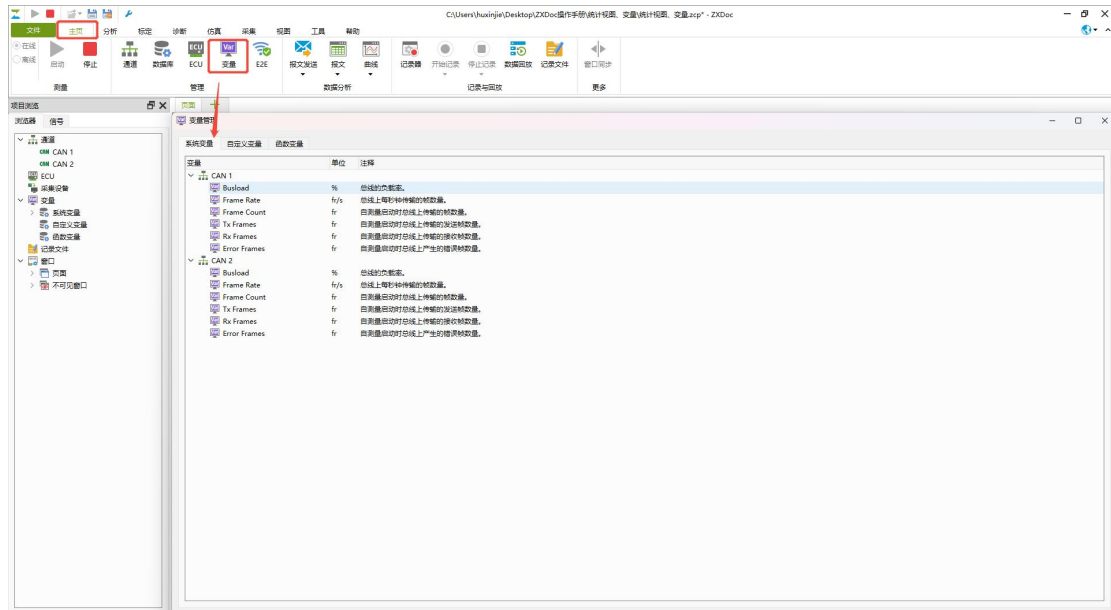 C:\Users\huxinjie\Desktop\ZXDoc操作手册\统计视图、变量\统计视图、变量.zcp* - ZXDoc
文件 主页 分析 标定 诊断 仿真 采集 视图 工具 帮助
在线
离线
启动 停止 通道 数据库 ECU 变量 E2E 报文发送 报文 曲线 记录器 开始记录 停止记录 数据回放 记录文件 窗口同步
测量 管理 数据分析 记录与回放 更多
项目浏览
浏览器 信号
通道
CAN CAN 1
CAN CAN 2
ECU
采集设备
变量
系统变量
自定义变量
函数变量
记录文件
窗口
页面
不可见窗口
页面
变量管理
系统变量 自定义变量 函数变量
变量 单位 注释
CAN 1
Busload % 总线的负载率。
Frame Rate fr/s 总线上每秒钟传输的帧数量。
Frame Count fr 自测量启动时总线上传输的帧数量。
Tx Frames fr 自测量启动时总线上传输的发送帧数量。
Rx Frames fr 自测量启动时总线上传输的接收帧数量。
Error Frames fr 自测量启动时总线上产生的错误帧数量。
CAN 2
Busload % 总线的负载率。
Frame Rate fr/s 总线上每秒钟传输的帧数量。
Frame Count fr 自测量启动时总线上传输的帧数量。
Tx Frames fr 自测量启动时总线上传输的发送帧数量。
Rx Frames fr 自测量启动时总线上传输的接收帧数量。
Error Frames fr 自测量启动时总线上产生的错误帧数量。